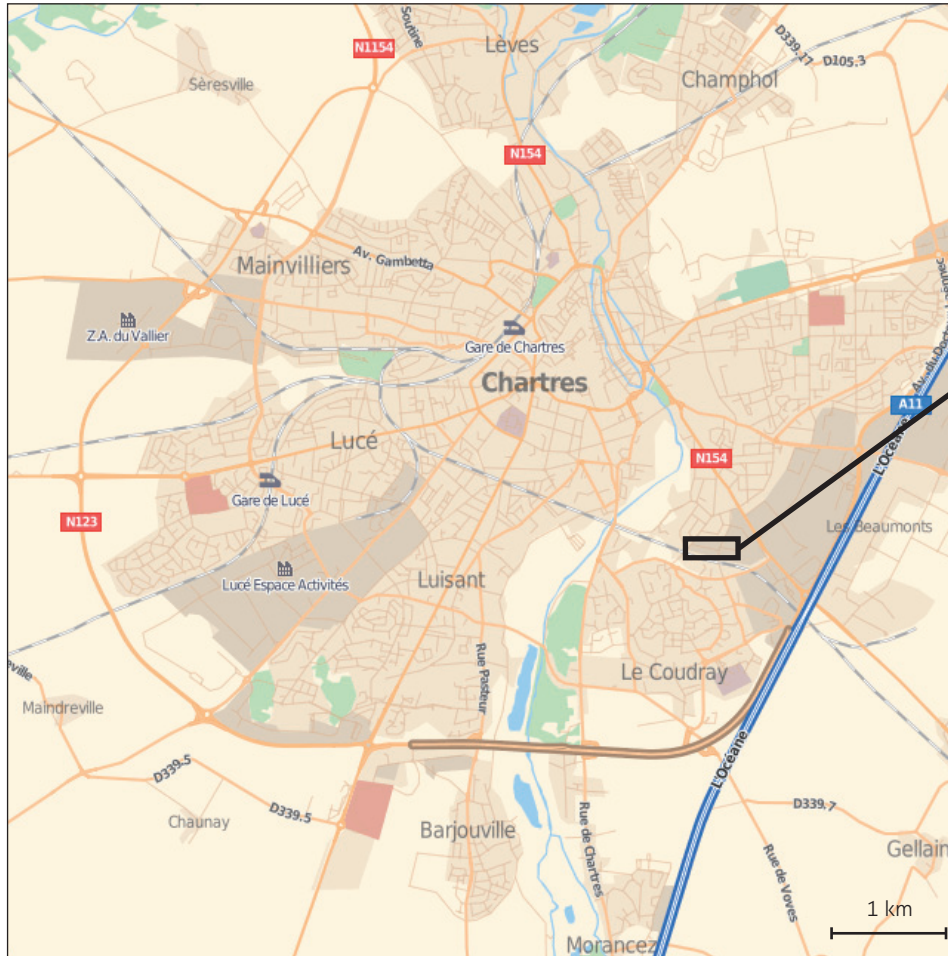 Soutine
N1154
Lèves
D339.17
D105.3
Sèresville
Champhol
N154
Av. Gambetta
Mainvilliers
Z.A. du Vallier
Gare de Chartres
Chartres
A11
Lucé
N154
L'Océane
Gare de Lucé
N123
Les Beaumonts
Lucé Espace Activités
Luisant
Rue Pasteur
Le Coudray
Maindreville
L'Océane
D339.5
D339.5
Chaunay
Barjouville
Rue de Chartres
D339.7
Rue de Voves
Gellain
1 km
Morancez